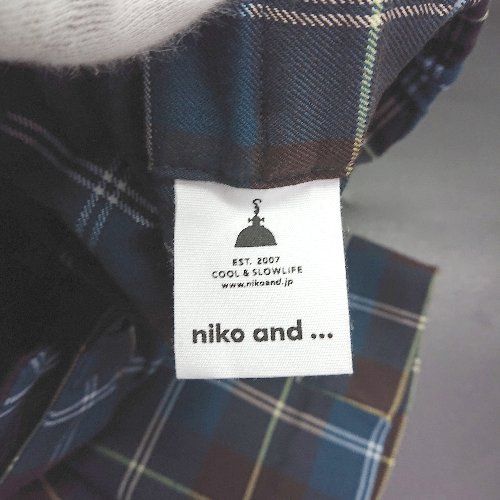 EST. 2007
COOL & SLOWLIFE
www.nikoand.jp
niko and ...